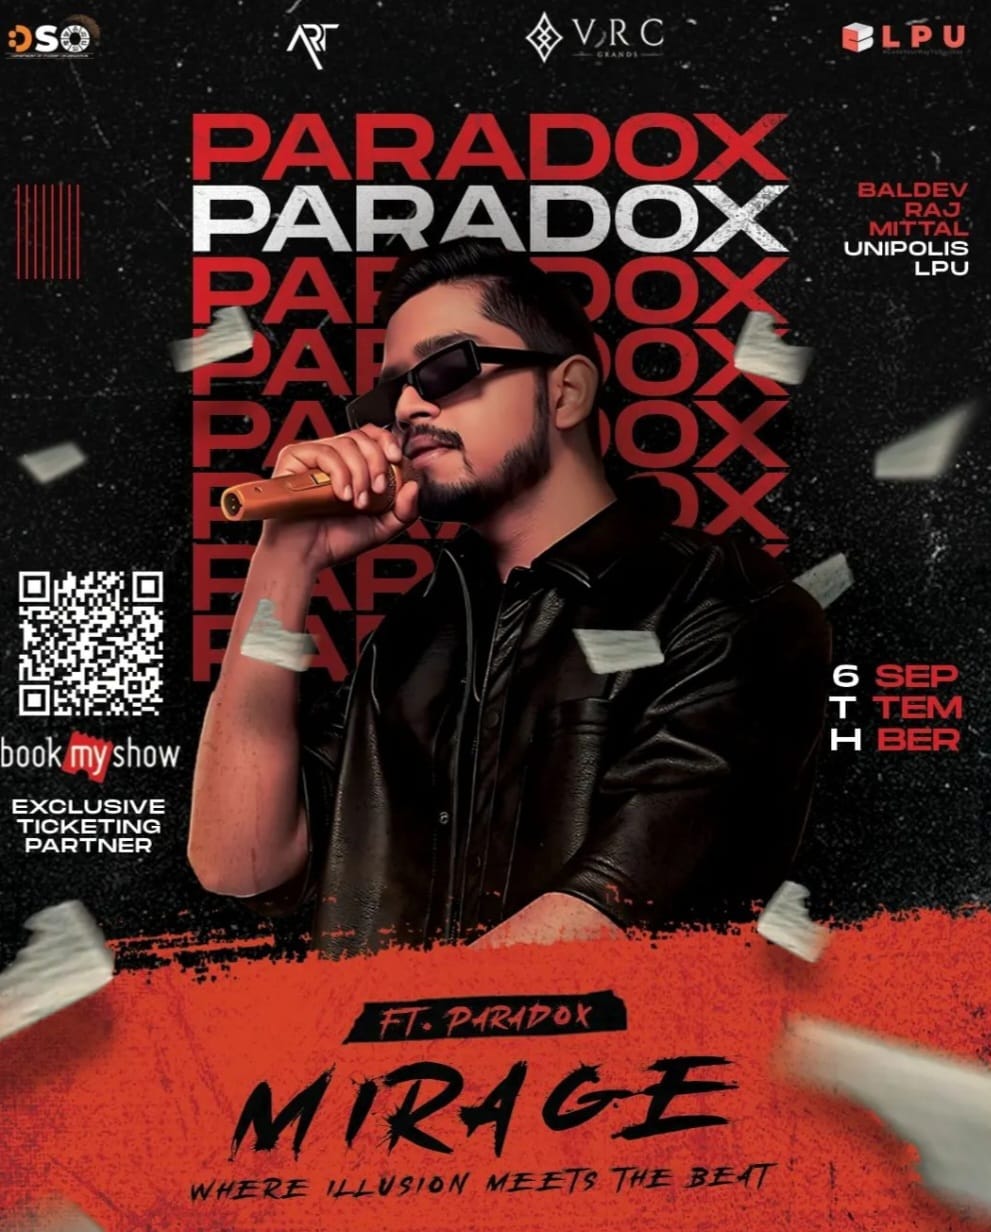 DSO
ART
VRC
GRANDS
LPU
PARADOX
PARADOX
PARADOX
PARADOX
PARADOX
PARADOX
PARADOX
PARADOX
BALDEV
RAJ
MITTAL
UNIPOLIS
LPU
6 SEP
T TEM
H BER
bookmyshow
EXCLUSIVE
TICKETING
PARTNER
FT. PARADOX
MIRAGE
WHERE ILLUSION MEETS THE BEAT